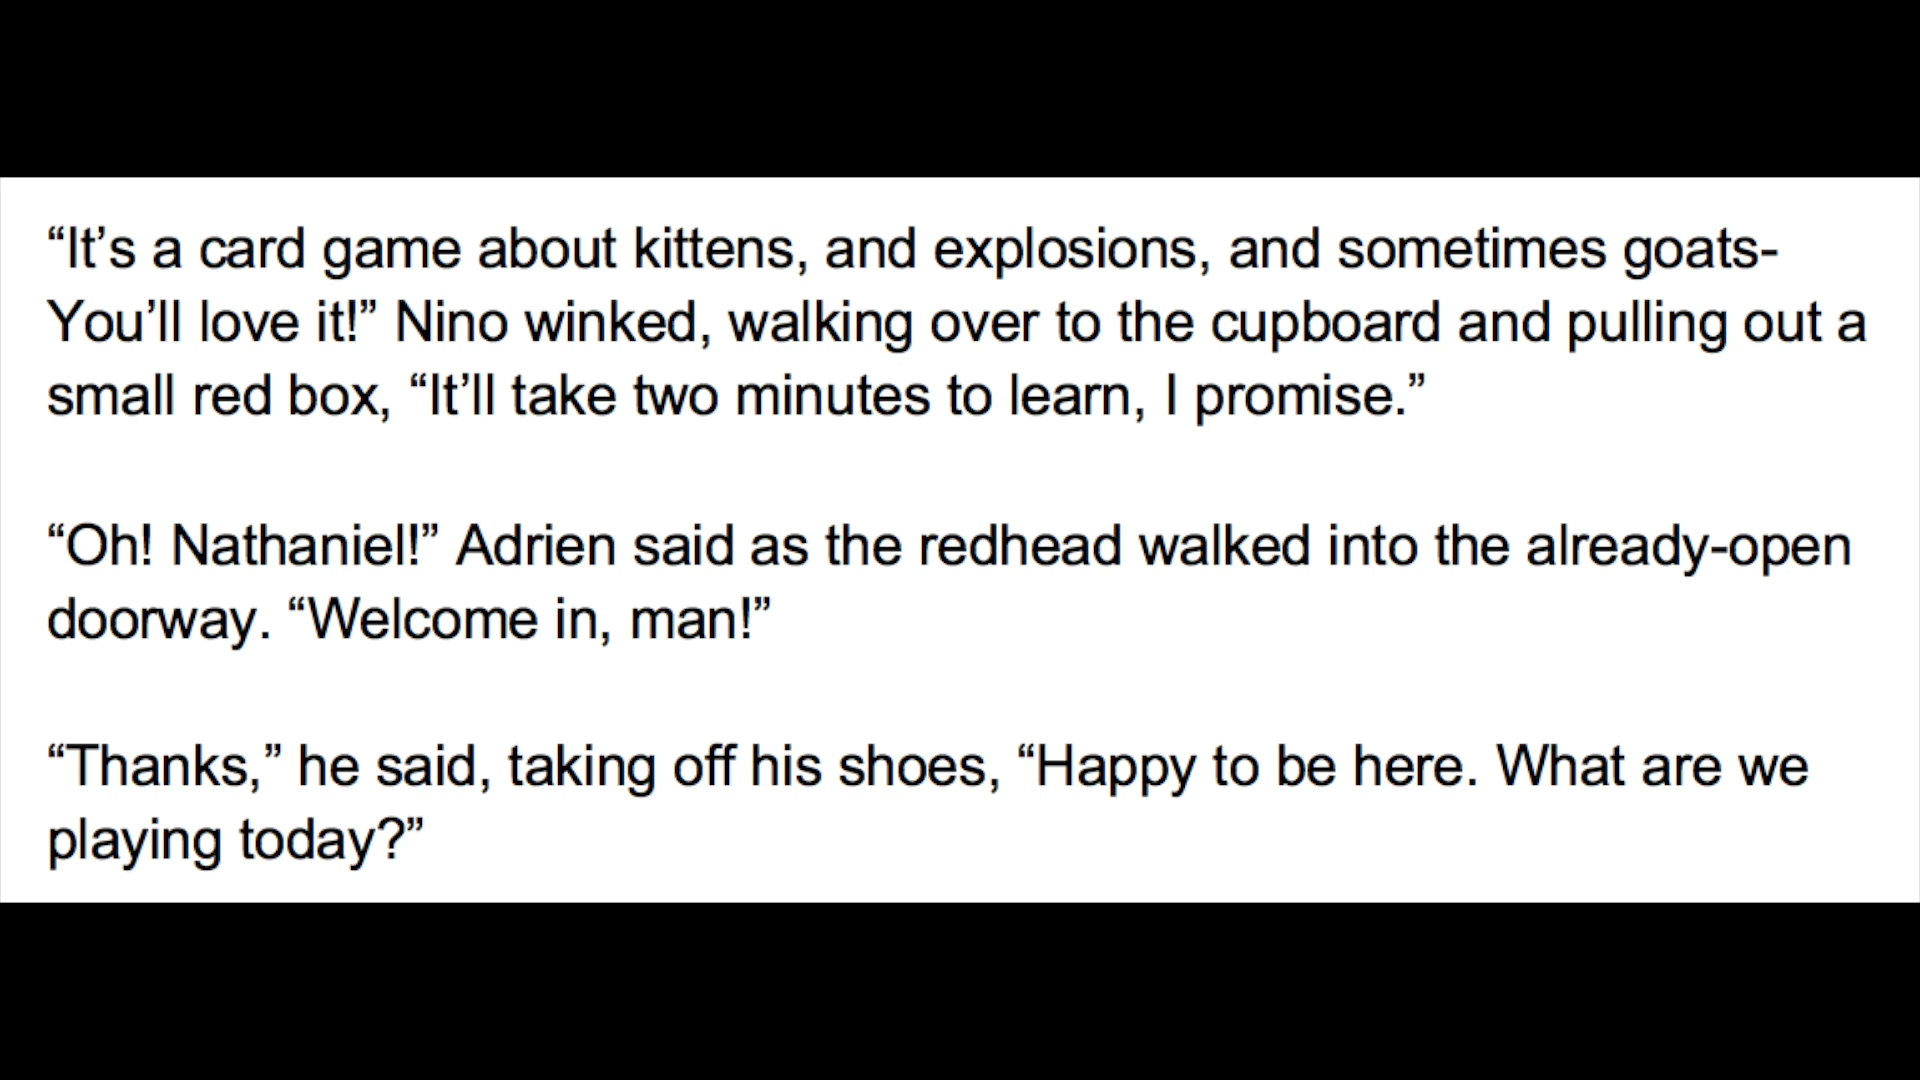 “It’s a card game about kittens, and explosions, and sometimes goats-
You’ll love it!” Nino winked, walking over to the cupboard and pulling out a
small red box, “It’ll take two minutes to learn, I promise.”
“Oh! Nathaniel!” Adrien said as the redhead walked into the already-open
doorway. “Welcome in, man!”
“Thanks,” he said, taking off his shoes, “Happy to be here. What are we
playing today?”